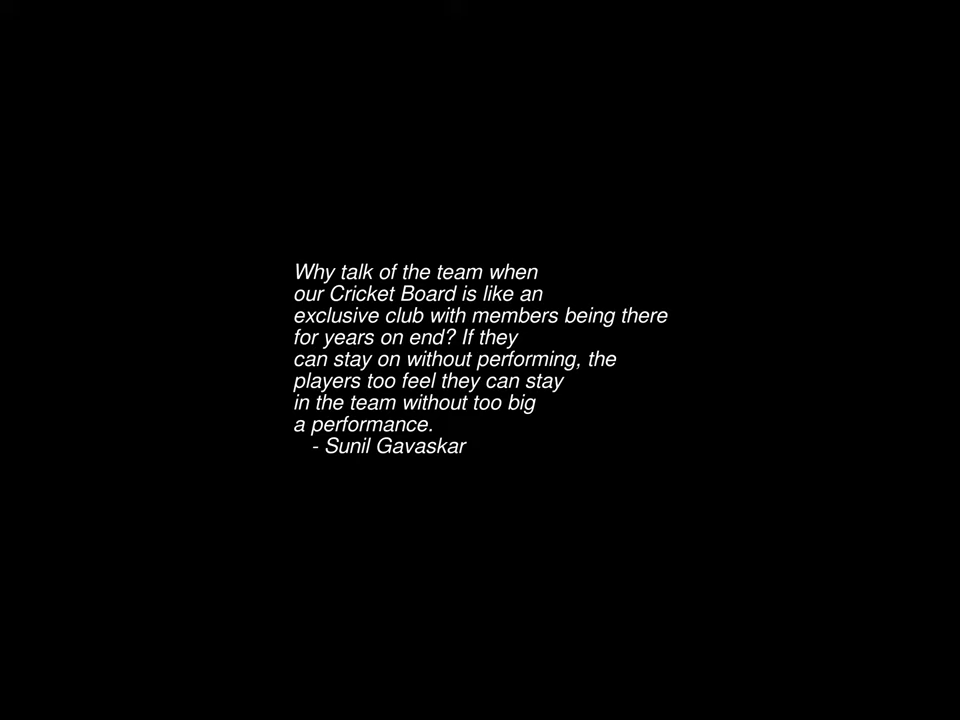 Why talk of the team when
our Cricket Board is like an
exclusive club with members being there
for years on end? If they
can stay on without performing, the
players too feel they can stay
in the team without too big
a performance.
- Sunil Gavaskar